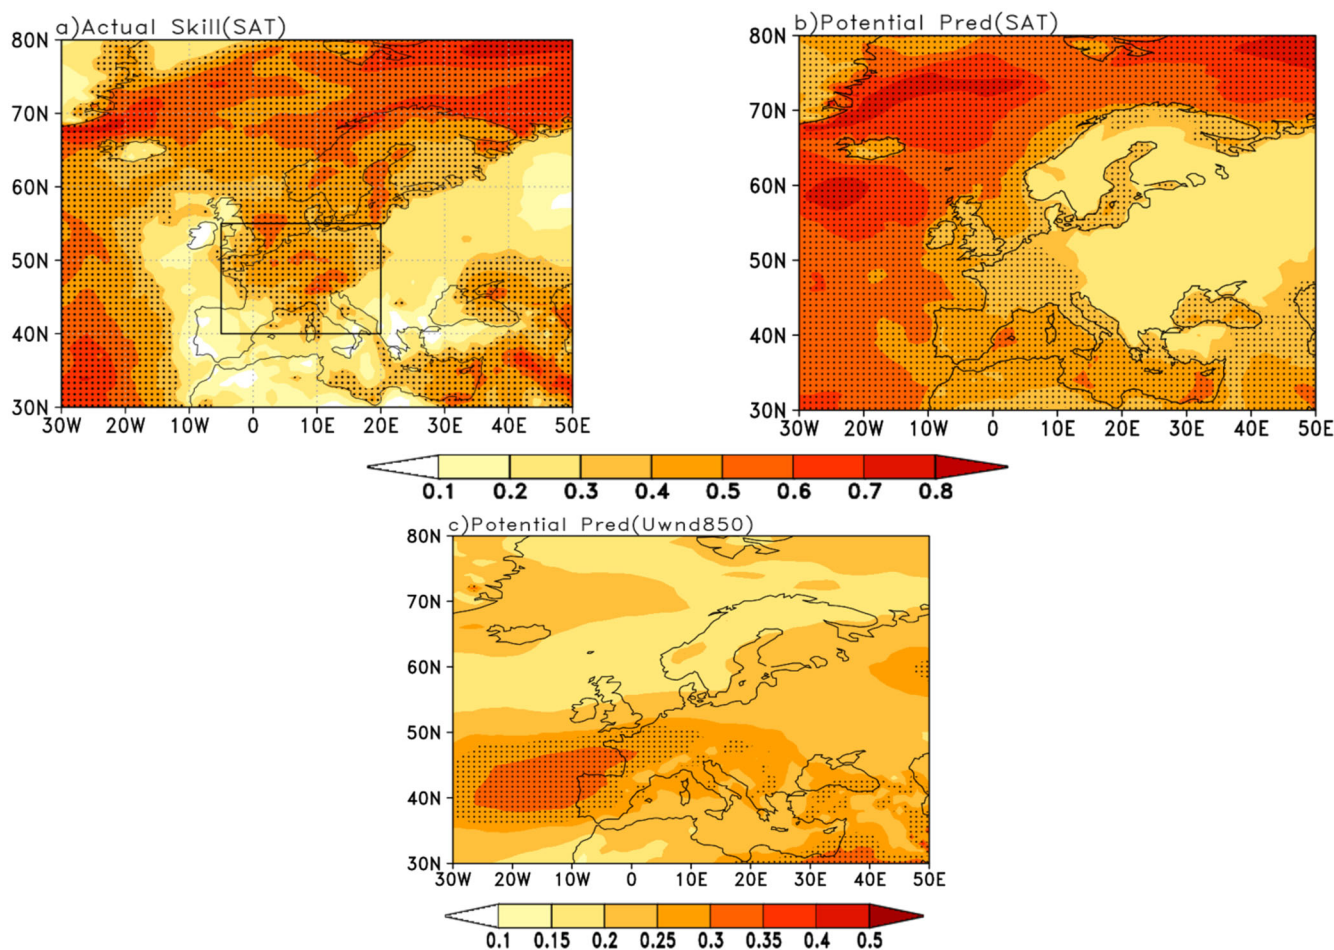 a)Actual Skill(SAT)
80N
70N
60N
50N
40N
30N
30W 20W 10W 0 10E 20E 30E 40E 50E
b)Potential Pred(SAT)
80N
70N
60N
50N
40N
30N
30W 20W 10W 0 10E 20E 30E 40E 50E
0.1 0.2 0.3 0.4 0.5 0.6 0.7 0.8
c)Potential Pred(Uwnd850)
80N
70N
60N
50N
40N
30N
30W 20W 10W 0 10E 20E 30E 40E 50E
0.1 0.15 0.2 0.25 0.3 0.35 0.4 0.5